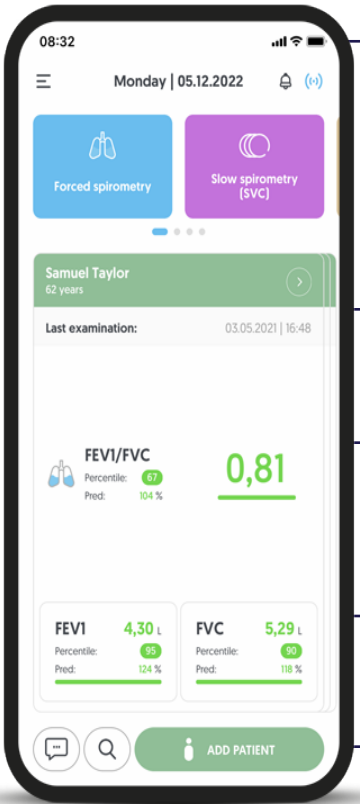 08:32
Monday | 05.12.2022
Forced spirometry
Slow spirometry
(SVC)
Samuel Taylor
62 years
Last examination: 03.05.2021 | 16:48
FEV1/FVC
Percentile: 67
Pred: 104 %
0,81
FEV1 4,30 L
Percentile: 95
Pred: 124 %
FVC 5,29 L
Percentile: 90
Pred: 118 %
ADD PATIENT